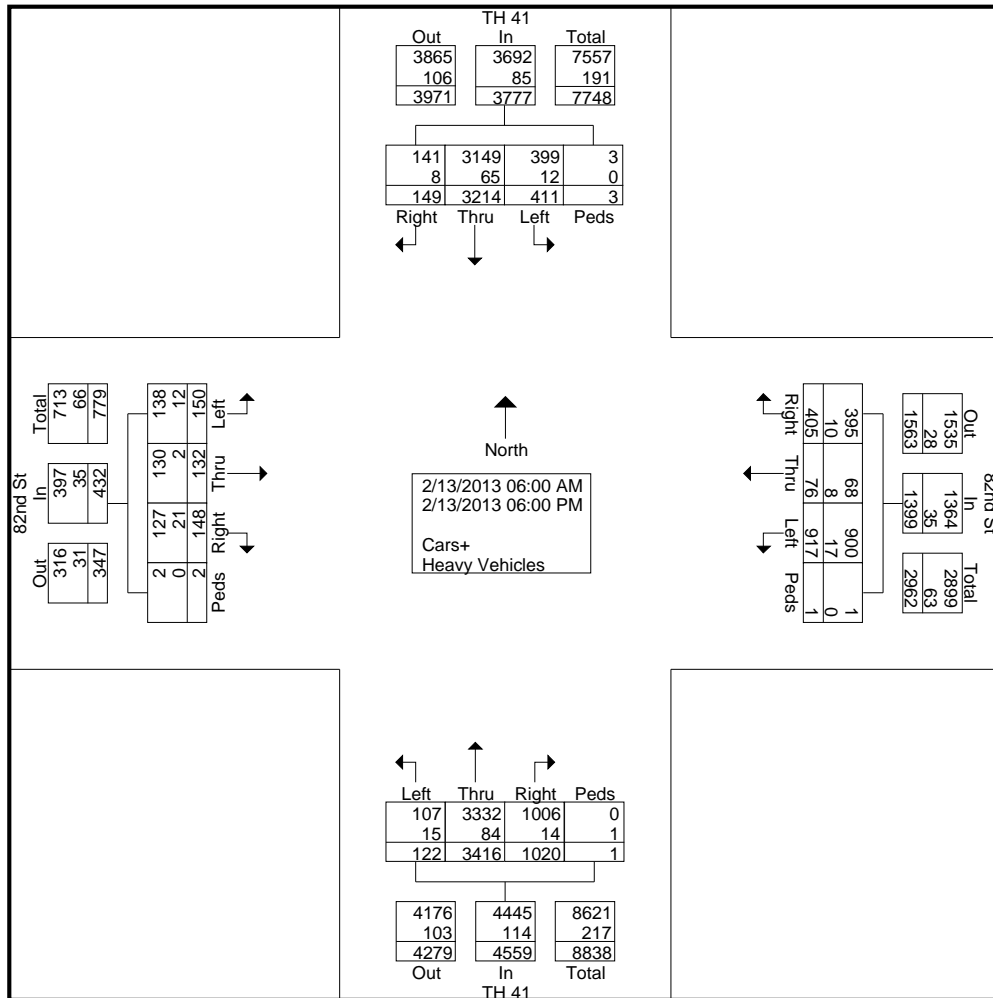 TH 41
Out In Total
3865 3692 7557
106 85 191
3971 3777 7748
141 3149 399 3
8 65 12 0
149 3214 411 3
Right Thru Left Peds
82nd St
Total In Out
713 397 316
66 35 31
779 432 347
138 130 127 2
12 2 21 0
150 132 148 2
Left Thru Right Peds
North
2/13/2013 06:00 AM
2/13/2013 06:00 PM
Cars+
Heavy Vehicles
Right Thru Left Peds
405 76 917 1
10 8 17 0
395 68 900 1
1563 1399 2962
28 35 63
1535 1364 2899
Out In Total
82nd St
Left Thru Right Peds
107 3332 1006 0
15 84 14 1
122 3416 1020 1
4176 4445 8621
103 114 217
4279 4559 8838
Out In Total
TH 41